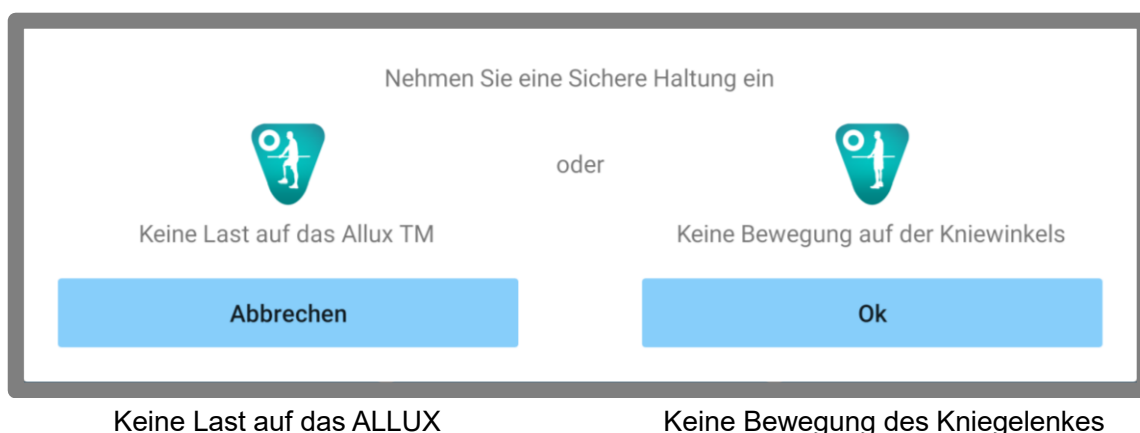 Nehmen Sie eine Sichere Haltung ein
oder
Keine Last auf das Allux TM
Keine Bewegung auf der Kniewinkels
Abbrechen
Ok
Keine Last auf das ALLUX
Keine Bewegung des Kniegelenkes